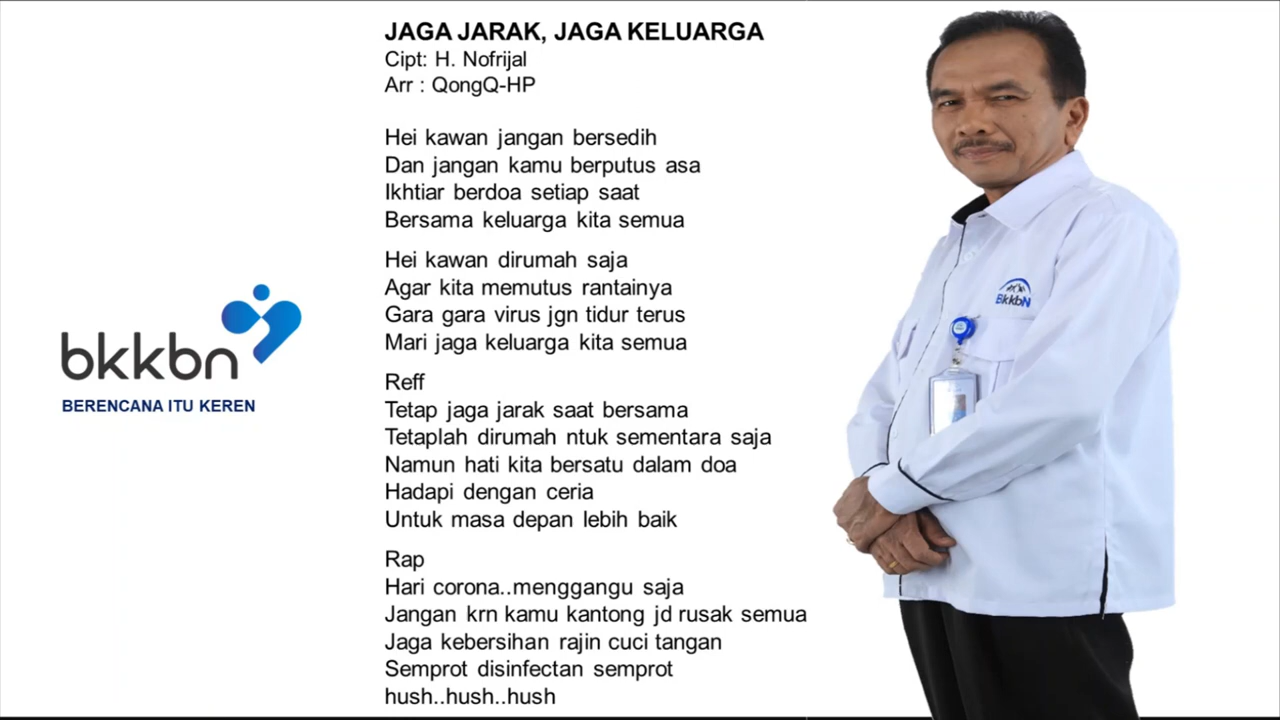 JAGA JARAK, JAGA KELUARGA
Cipt: H. Nofrijal
Arr : QongQ-HP
Hei kawan jangan bersedih
Dan jangan kamu berputus asa
Ikhtiar berdoa setiap saat
Bersama keluarga kita semua
Hei kawan dirumah saja
Agar kita memutus rantainya
Gara gara virus jgn tidur terus
Mari jaga keluarga kita semua
Reff
Tetap jaga jarak saat bersama
Tetaplah dirumah ntuk sementara saja
Namun hati kita bersatu dalam doa
Hadapi dengan ceria
Untuk masa depan lebih baik
Rap
Hari corona..menggangu saja
Jangan krn kamu kantong jd rusak semua
Jaga kebersihan rajin cuci tangan
Semprot disinfectan semprot
hush..hush..hush
bkkbn
BERENCANA ITU KEREN
BkkbN